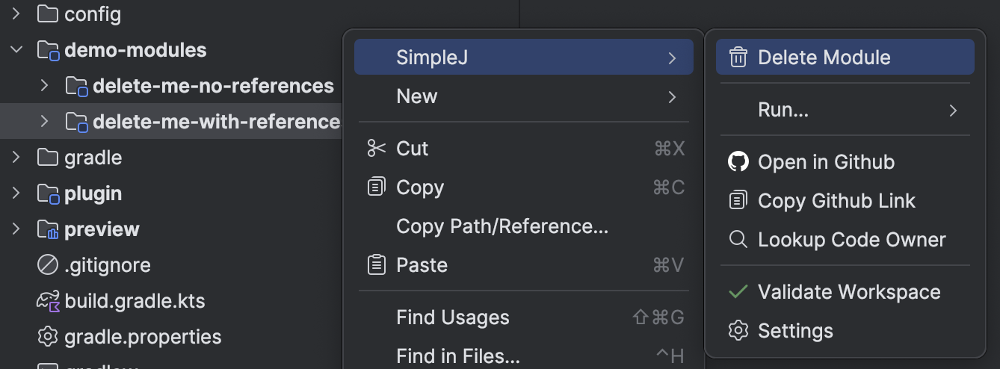 config
demo-modules
delete-me-no-references
delete-me-with-reference
gradle
plugin
preview
.gitignore
build.gradle.kts
gradle.properties
gradlew
SimpleJ
New
Cut ⌘X
Copy ⌘C
Copy Path/Reference...
Paste ⌘V
Find Usages ⇧⌘G
Find in Files... ^H
Delete Module
Run...
Open in Github
Copy Github Link
Lookup Code Owner
Validate Workspace
Settings